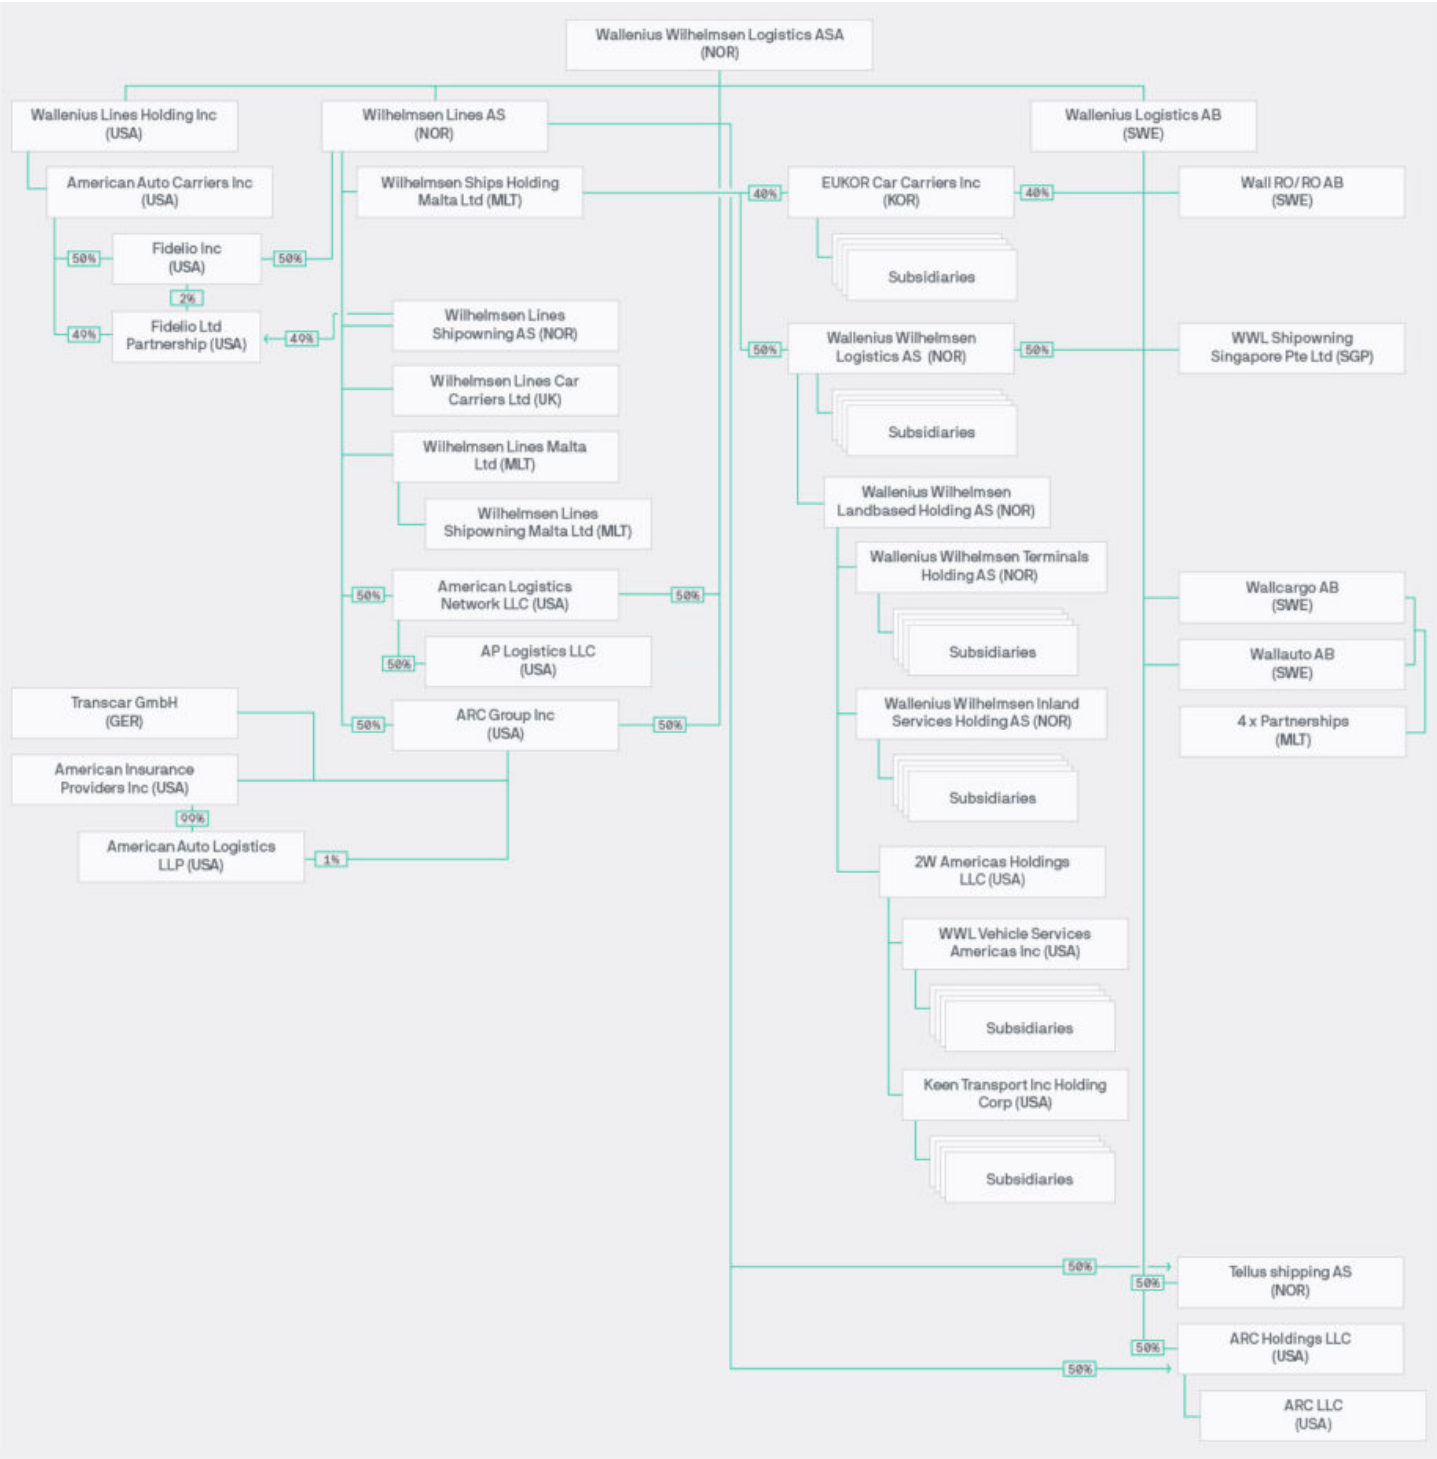 Wallenius Wilhelmsen Logistics ASA
(NOR)
Wallenius Lines Holding Inc
(USA)
Wilhelmsen Lines AS
(NOR)
Wallenius Logistics AB
(SWE)
American Auto Carriers Inc
(USA)
Wilhelmsen Ships Holding
Malta Ltd (MLT)
40%
EUKOR Car Carriers Inc
(KOR)
40%
Wall RO/RO AB
(SWE)
50%
Fidelio Inc
(USA)
50%
Subsidiaries
2%
49%
Fidelio Ltd
Partnership (USA)
49%
Wilhelmsen Lines
Shipowning AS (NOR)
50%
Wallenius Wilhelmsen
Logistics AS (NOR)
50%
WWL Shipowning
Singapore Pte Ltd (SGP)
Wilhelmsen Lines Car
Carriers Ltd (UK)
Subsidiaries
Wilhelmsen Lines Malta
Ltd (MLT)
Wilhelmsen Lines
Shipowning Malta Ltd (MLT)
Wallenius Wilhelmsen
Landbased Holding AS (NOR)
Wallenius Wilhelmsen Terminals
Holding AS (NOR)
50%
American Logistics
Network LLC (USA)
50%
Wallcargo AB
(SWE)
50%
AP Logistics LLC
(USA)
Subsidiaries
Wallauto AB
(SWE)
Transcar GmbH
(GER)
50%
ARC Group Inc
(USA)
50%
Wallenius Wilhelmsen Inland
Services Holding AS (NOR)
4 x Partnerships
(MLT)
American Insurance
Providers Inc (USA)
Subsidiaries
99%
American Auto Logistics
LLP (USA)
1%
2W Americas Holdings
LLC (USA)
WWL Vehicle Services
Americas Inc (USA)
Subsidiaries
Keen Transport Inc Holding
Corp (USA)
Subsidiaries
50%
50%
Tellus shipping AS
(NOR)
50%
50%
ARC Holdings LLC
(USA)
ARC LLC
(USA)